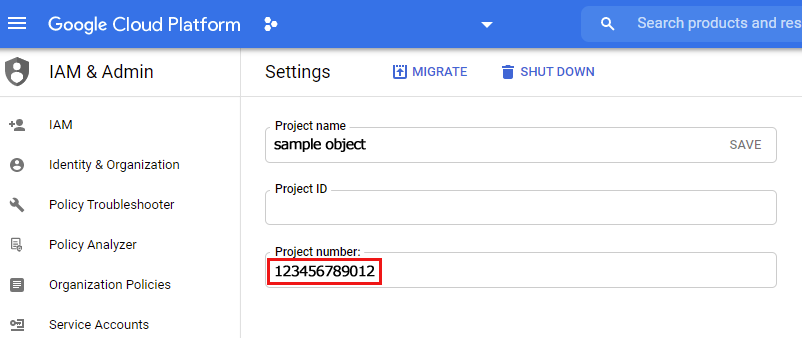 Google Cloud Platform
Search products and res
IAM & Admin
Settings
MIGRATE
SHUT DOWN
IAM
Identity & Organization
Policy Troubleshooter
Policy Analyzer
Organization Policies
Service Accounts
Project name
sample object
SAVE
Project ID
Project number:
123456789012